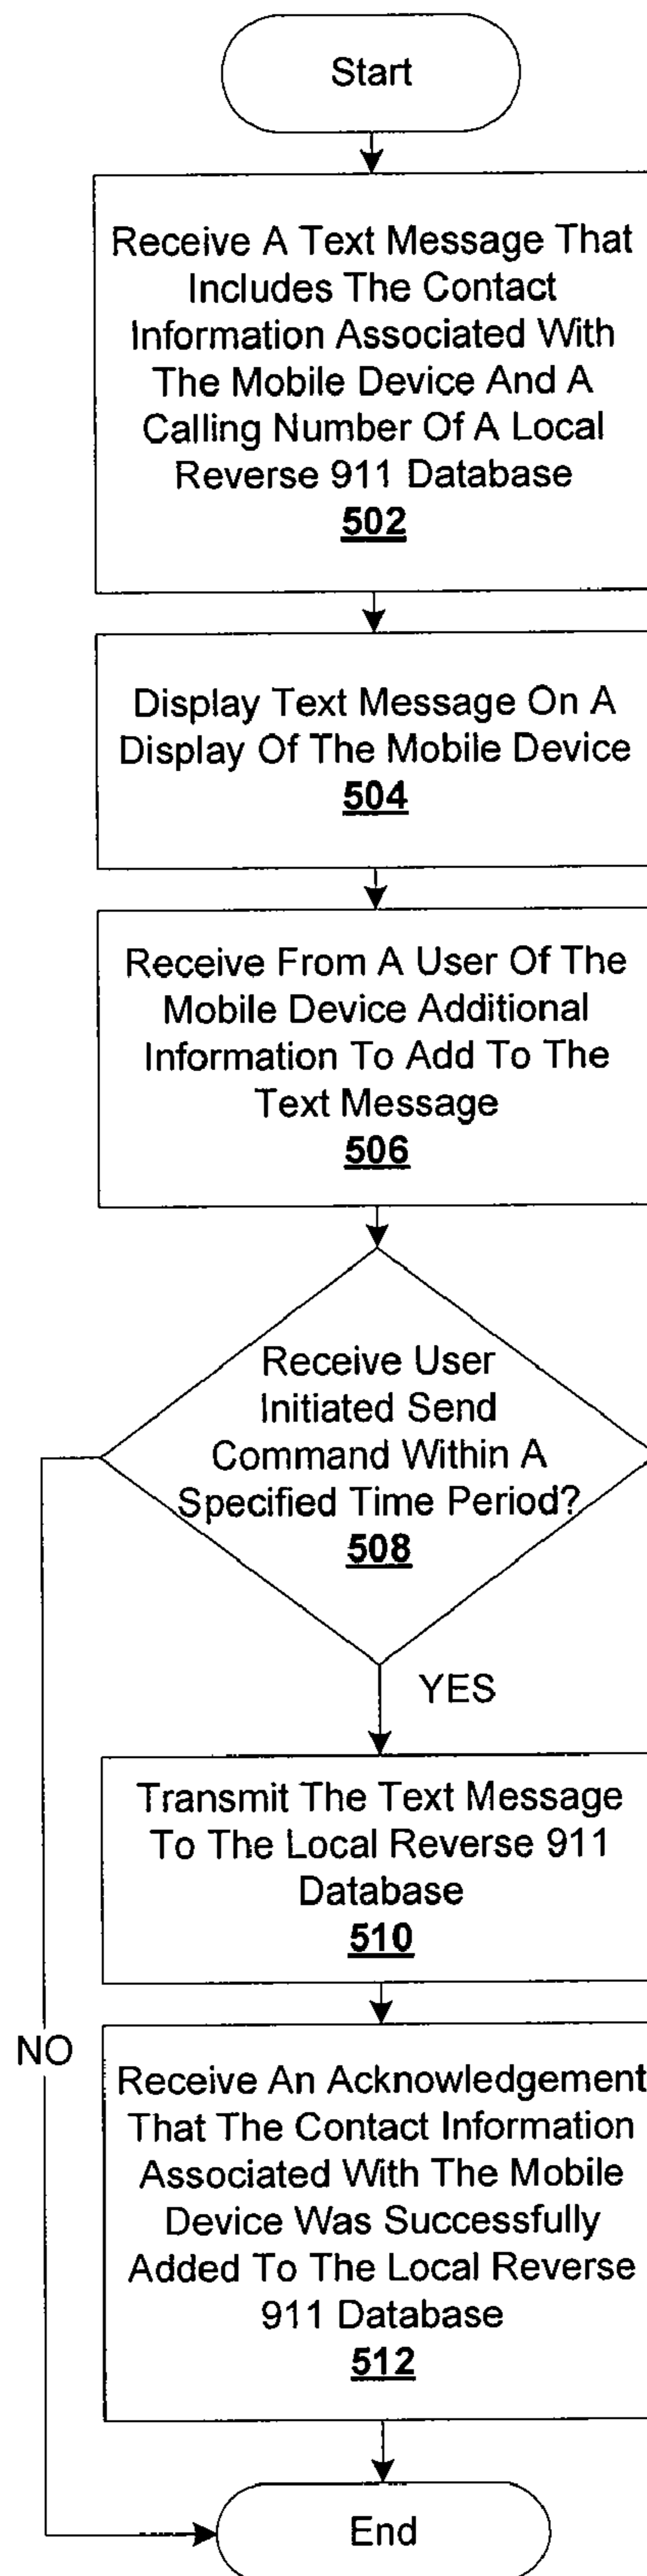 Start
Receive A Text Message That
Includes The Contact
Information Associated With
The Mobile Device And A
Calling Number Of A Local
Reverse 911 Database
502
Display Text Message On A
Display Of The Mobile Device
504
Receive From A User Of The
Mobile Device Additional
Information To Add To The
Text Message
506
Receive User
Initiated Send
Command Within A
Specified Time Period?
508
YES
Transmit The Text Message
To The Local Reverse 911
Database
510
NO
Receive An Acknowledgement
That The Contact Information
Associated With The Mobile
Device Was Successfully
Added To The Local Reverse
911 Database
512
End